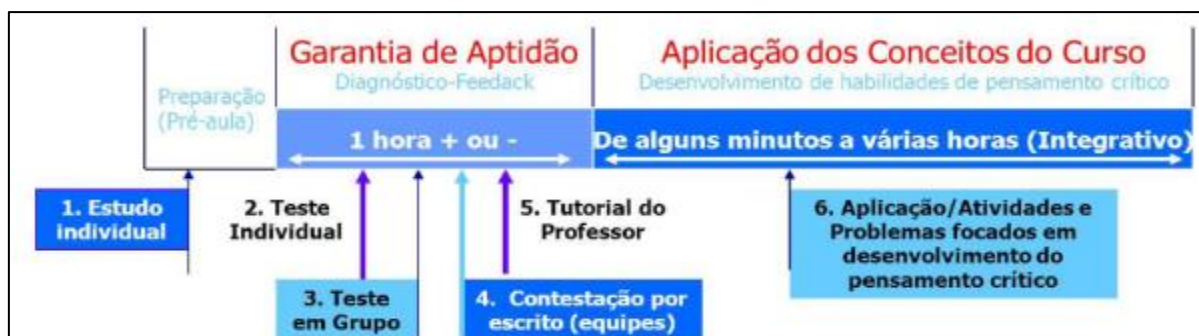 Garantia de Aptidão
Diagnóstico-Feedack
Aplicação dos Conceitos do Curso
Desenvolvimento de habilidades de pensamento crítico
Preparação
(Pré-aula)
1 hora + ou -
De alguns minutos a várias horas (Integrativo)
1. Estudo
individual
2. Teste
Individual
3. Teste
em Grupo
4. Contestação por
escrito (equipes)
5. Tutorial do
Professor
6. Aplicação/Atividades e
Problemas focados em
desenvolvimento do
pensamento crítico